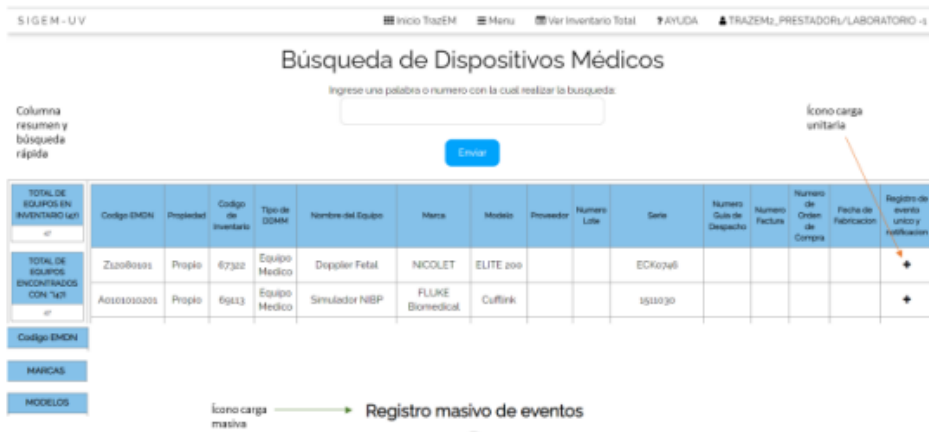 SIGEM-UV
Inicio TrazEM Menu Ver Inventario Total ? AYUDA TRAZEM2_PRESTADOR1/LABORATORIO -1
Búsqueda de Dispositivos Médicos
Ingrese una palabra o numero con la cual realizar la busqueda:
Columna
resumen y
búsqueda
rápida
Ícono carga
unitaria
Enviar
TOTAL DE
EQUIPOS EN
INVENTARIO (47)
47
TOTAL DE
EQUIPOS
ENCONTRADOS
CON: "(47)
47
Codigo EMDN
MARCAS
MODELOS
Codigo EMDN Propiedad Codigo de Inventario Tipo de DDMM Nombre del Equipo Marca Modelo Proveedor Numero Lote Serie Numero Guia de Despacho Numero Factura Numero de Orden de Compra Fecha de Fabricacion Registro de evento unico y notificacion
Z12080101 Propio 67322 Equipo Medico Doppler Fetal NICOLET ELITE 200 ECK0746 +
A0101010201 Propio 69113 Equipo Medico Simulador NIBP FLUKE Biomedical Cufflink 1511030 +
Ícono carga
masiva
Registro masivo de eventos